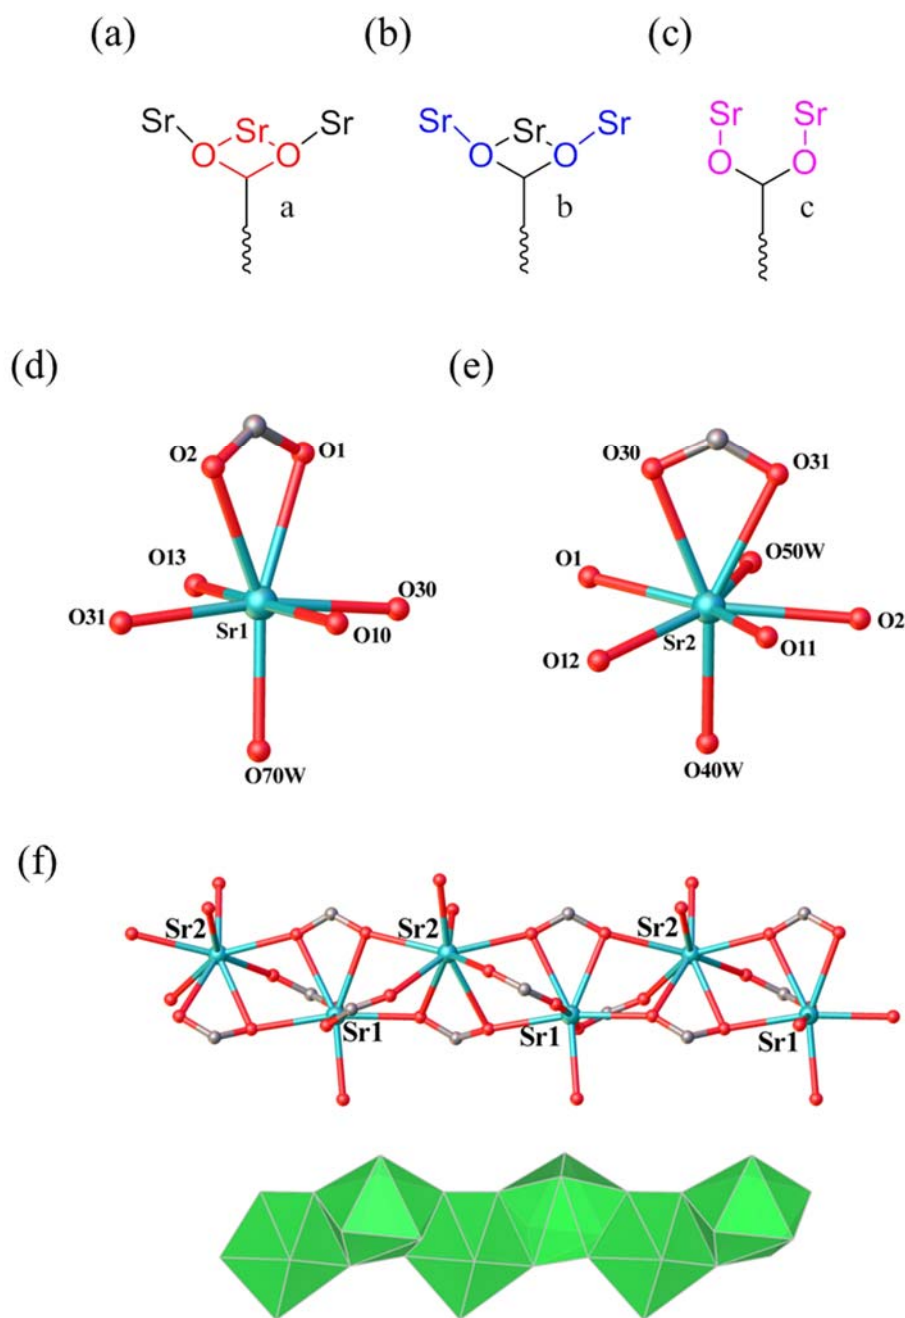 (a) (b) (c)
Sr Sr Sr Sr Sr Sr Sr Sr
O O O O O O
a b c
(d) (e)
O2 O1 O30 O31
O13 O50W
O1
O31 O30 O2
Sr1 O10 Sr2 O11
O12
O70W O40W
(f)
Sr2 Sr2 Sr2
Sr1 Sr1 Sr1